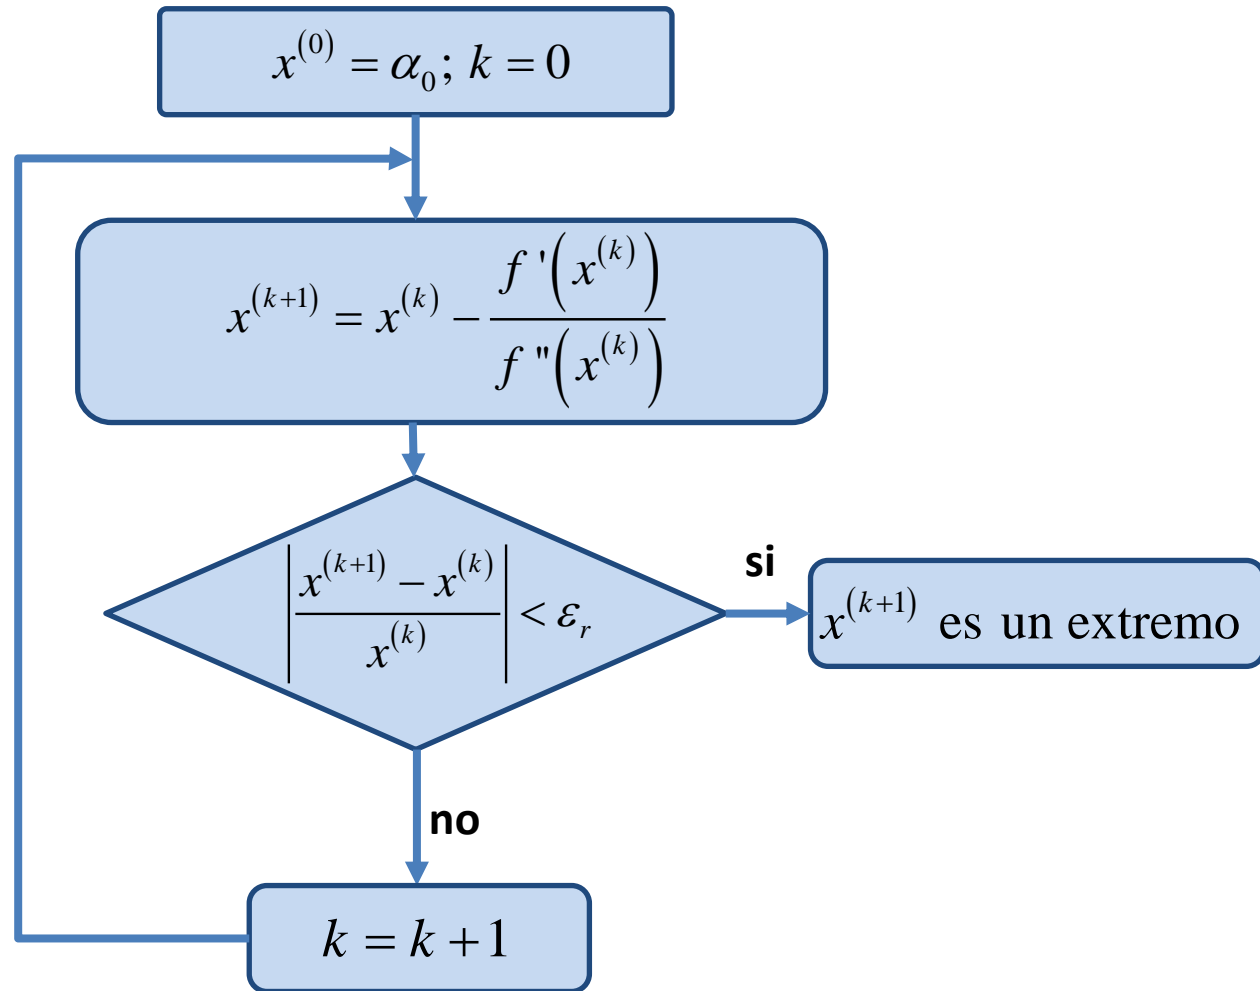 x^(0) = α_0; k = 0
x^(k+1) = x^(k) − f '(x^(k)) / f "(x^(k))
|(x^(k+1) − x^(k)) / x^(k)| < ε_r
si
x^(k+1) es un extremo
no
k = k + 1